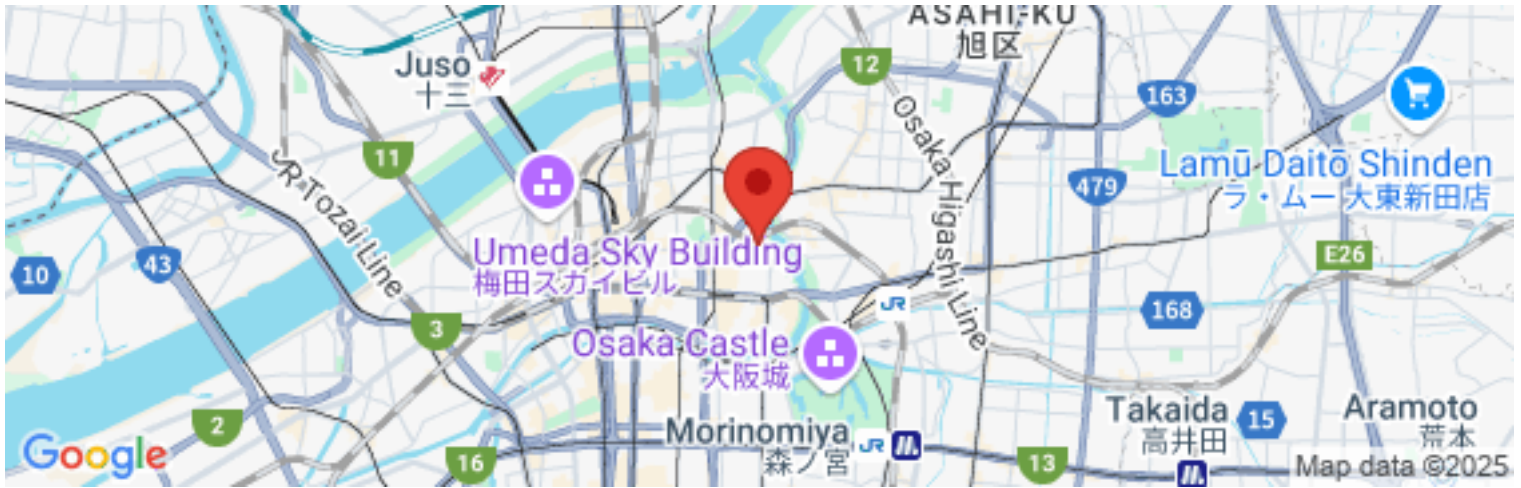 ASAHI-KU
旭区
Juso
十三
12
163
Osaka Higashi Line
11
JR Tozai Line
479
Lamū Daitō Shinden
ラ・ムー 大東新田店
Umeda Sky Building
梅田スカイビル
10
43
E26
JR
168
3
Osaka Castle
大阪城
Takaida
高井田
15
Aramoto
荒本
2
Morinomiya
森ノ宮
JR
16
13
Google
Map data ©2025